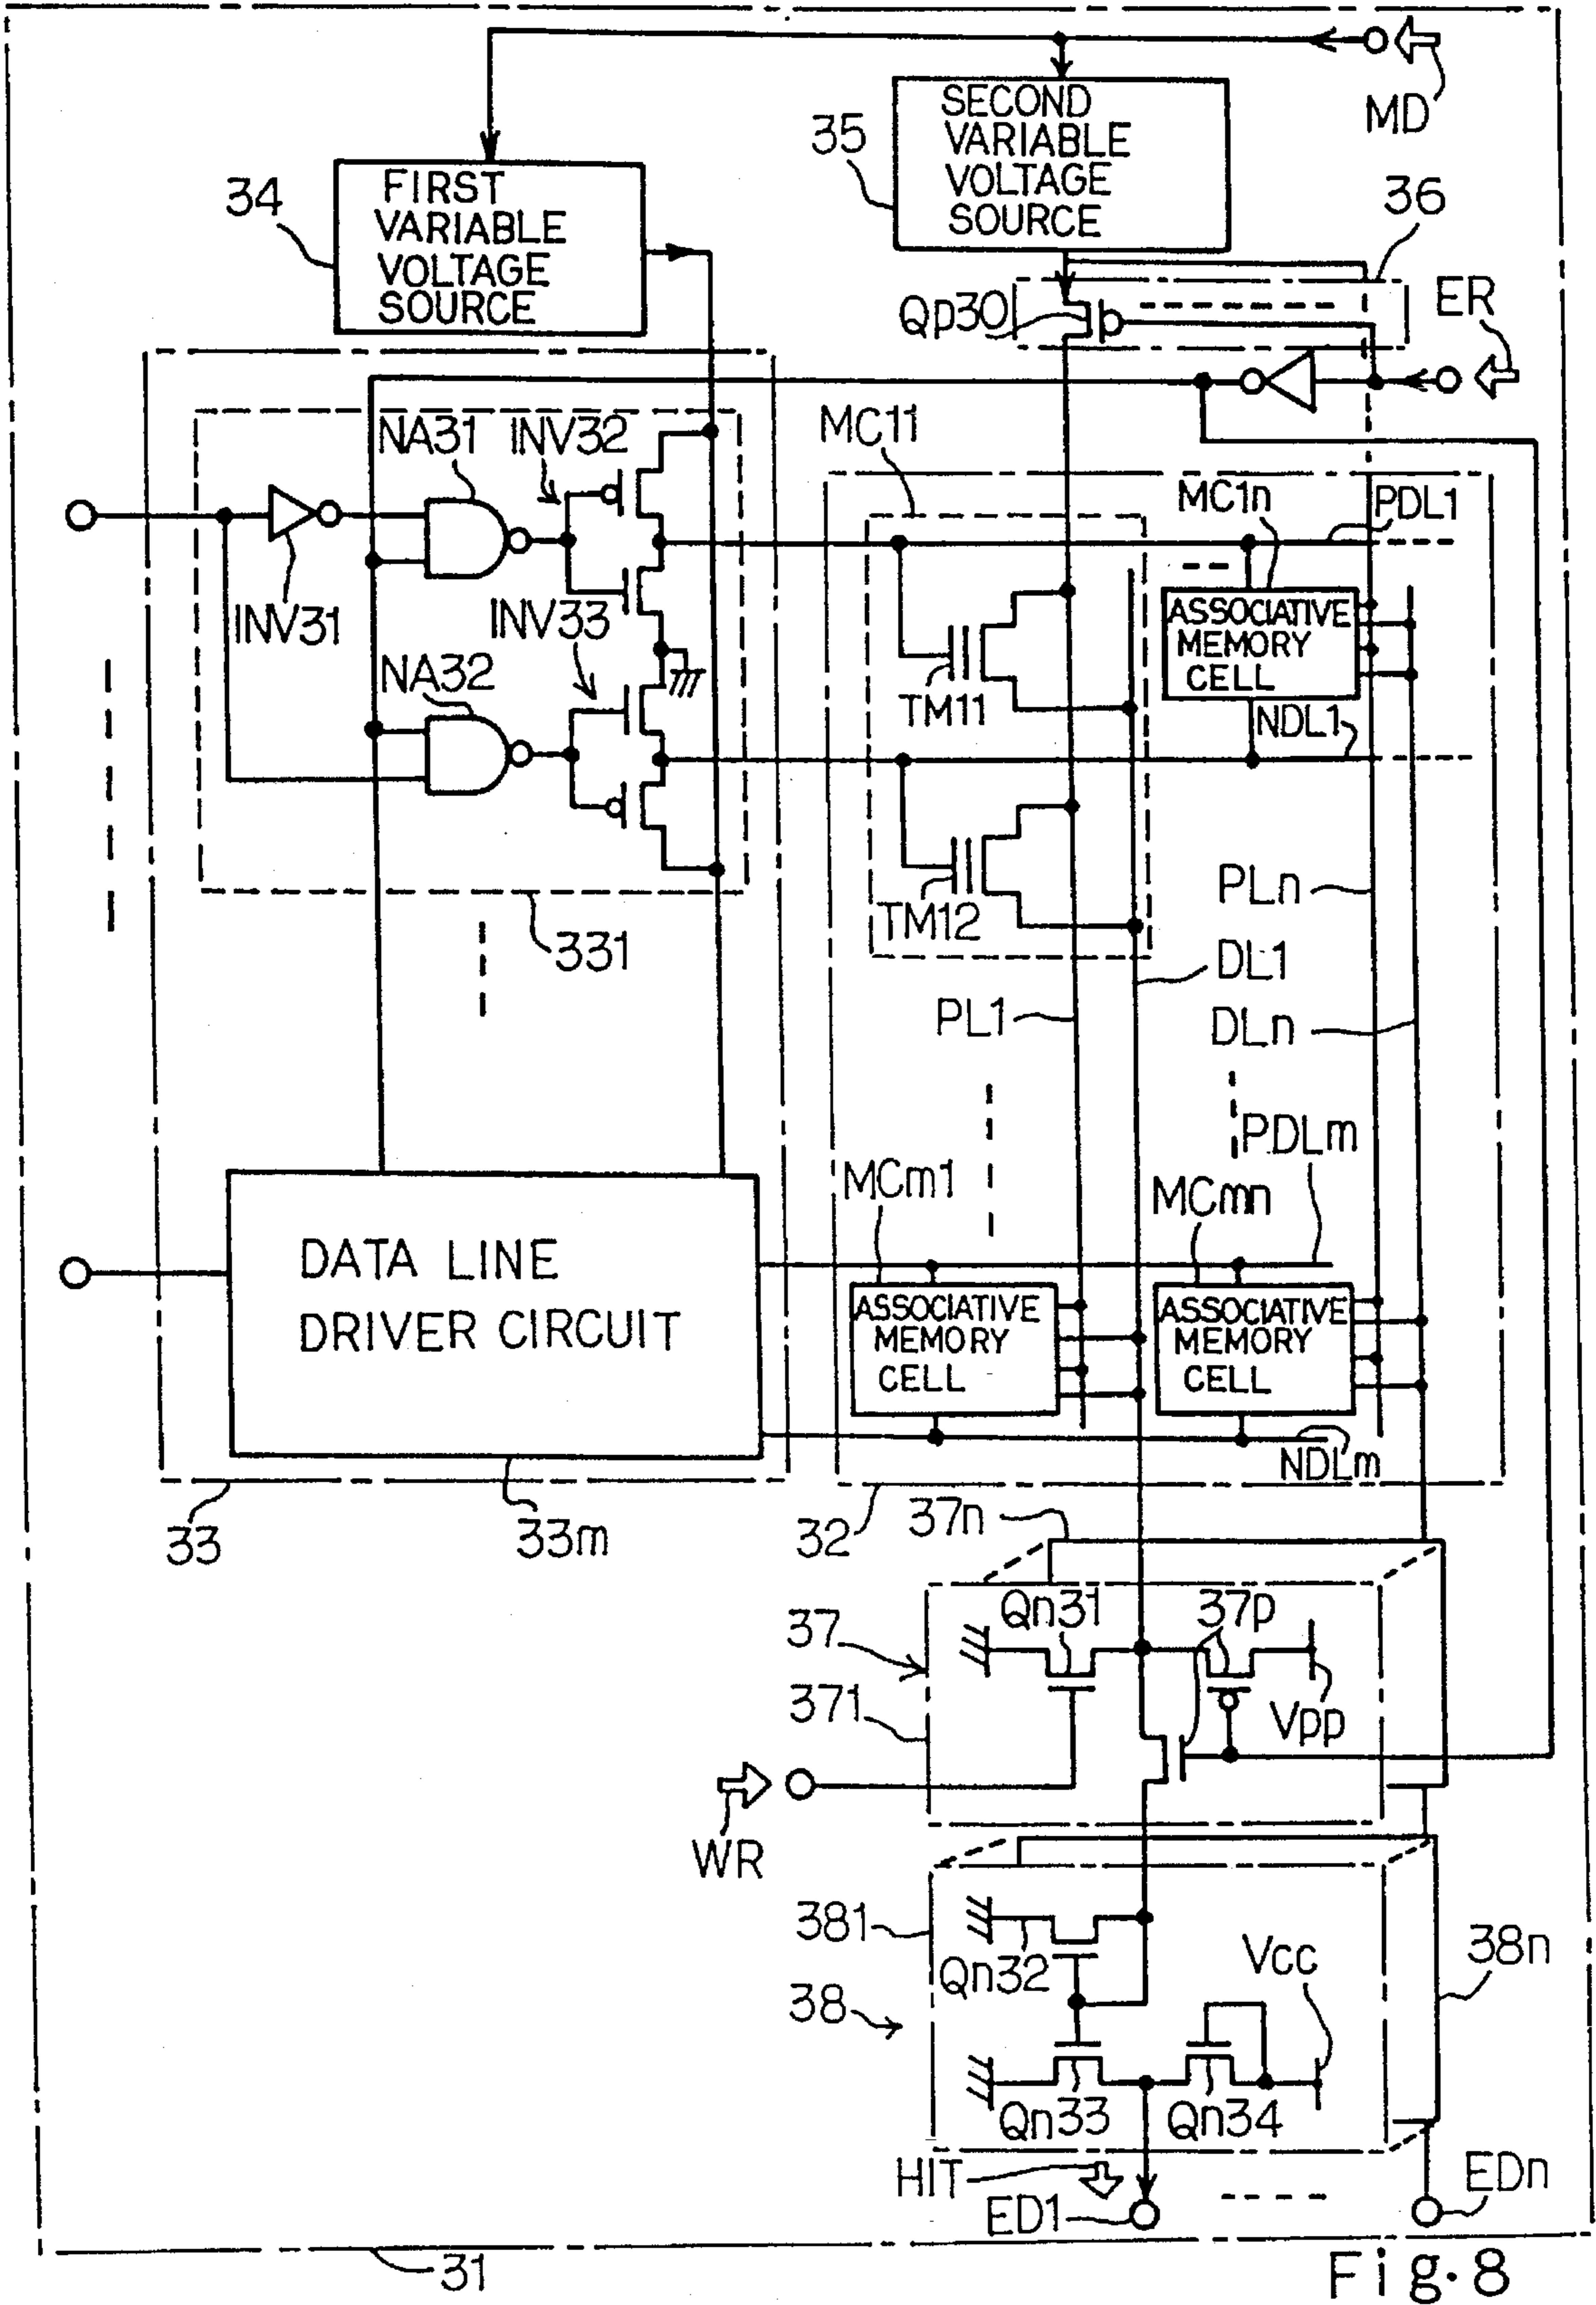 MD
35
SECOND
VARIABLE
VOLTAGE
SOURCE
34
FIRST
VARIABLE
VOLTAGE
SOURCE
36
Qp30
ER
NA31
INV32
MC11
MC1n
PDL1
INV31
INV33
ASSOCIATIVE
MEMORY
CELL
NA32
TM11
NDL1
TM12
PLn
331
DL1
PL1
DLn
PDLm
MCm1
MCmn
DATA LINE
DRIVER CIRCUIT
ASSOCIATIVE
MEMORY
CELL
ASSOCIATIVE
MEMORY
CELL
NDLm
33
33m
32
37n
Qn31
37p
37
371
Vpp
WR
381
Qn32
Vcc
38n
38
Qn33
Qn34
HIT
ED1
EDn
31
Fig.8